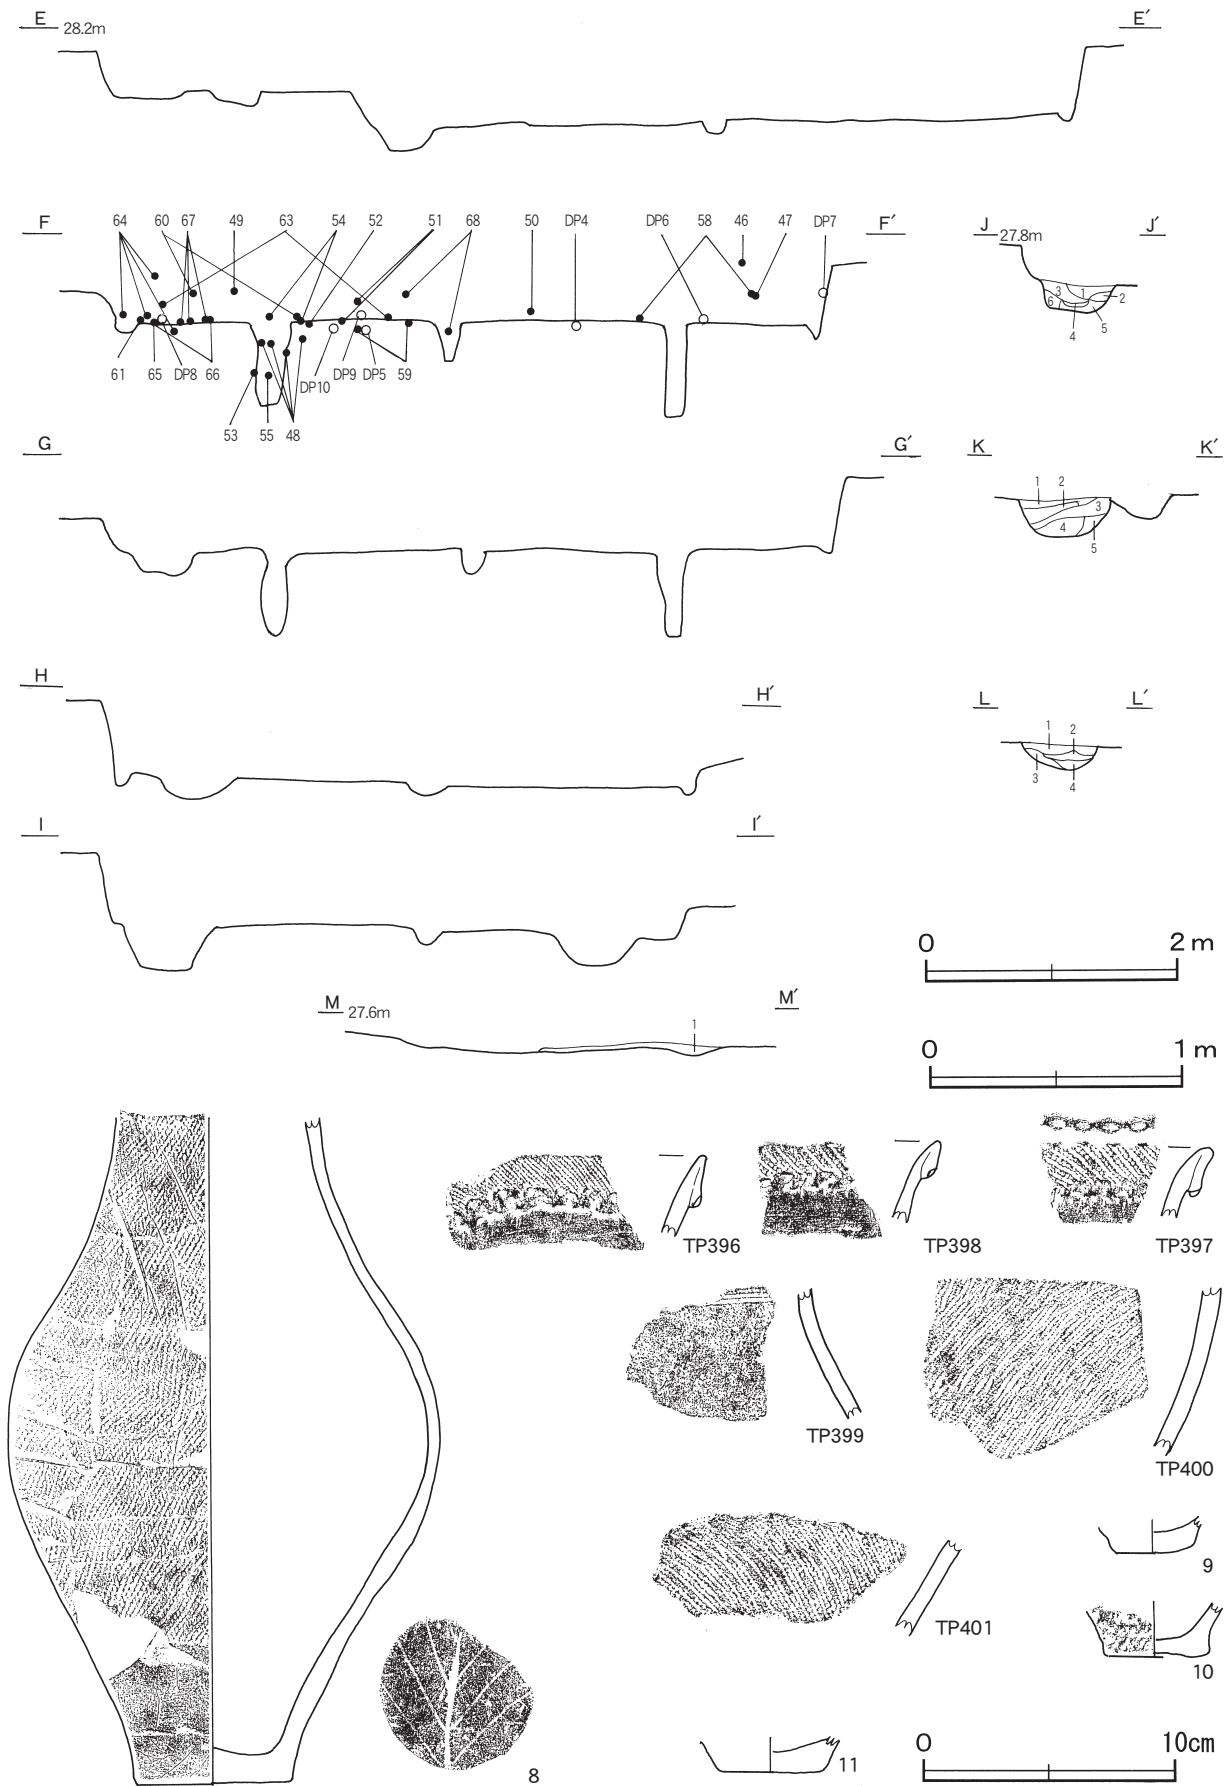 E 28.2m E′
F 64 60 67 49 63 54 52 51 68 50 DP4 DP6 58 46 47 DP7 F′
J 27.8m J′
3 1 2
6
4 5
61 65 DP8 66 DP10 DP9 DP5 59
53 55 48
G G′
K K′
1 2
3
4
5
H H′
L L′
1 2
3 4
I I′
0 2m
M 27.6m M′
1
0 1m
TP396
TP398
TP397
TP399
TP400
TP401
9
10
8
11
0 10cm